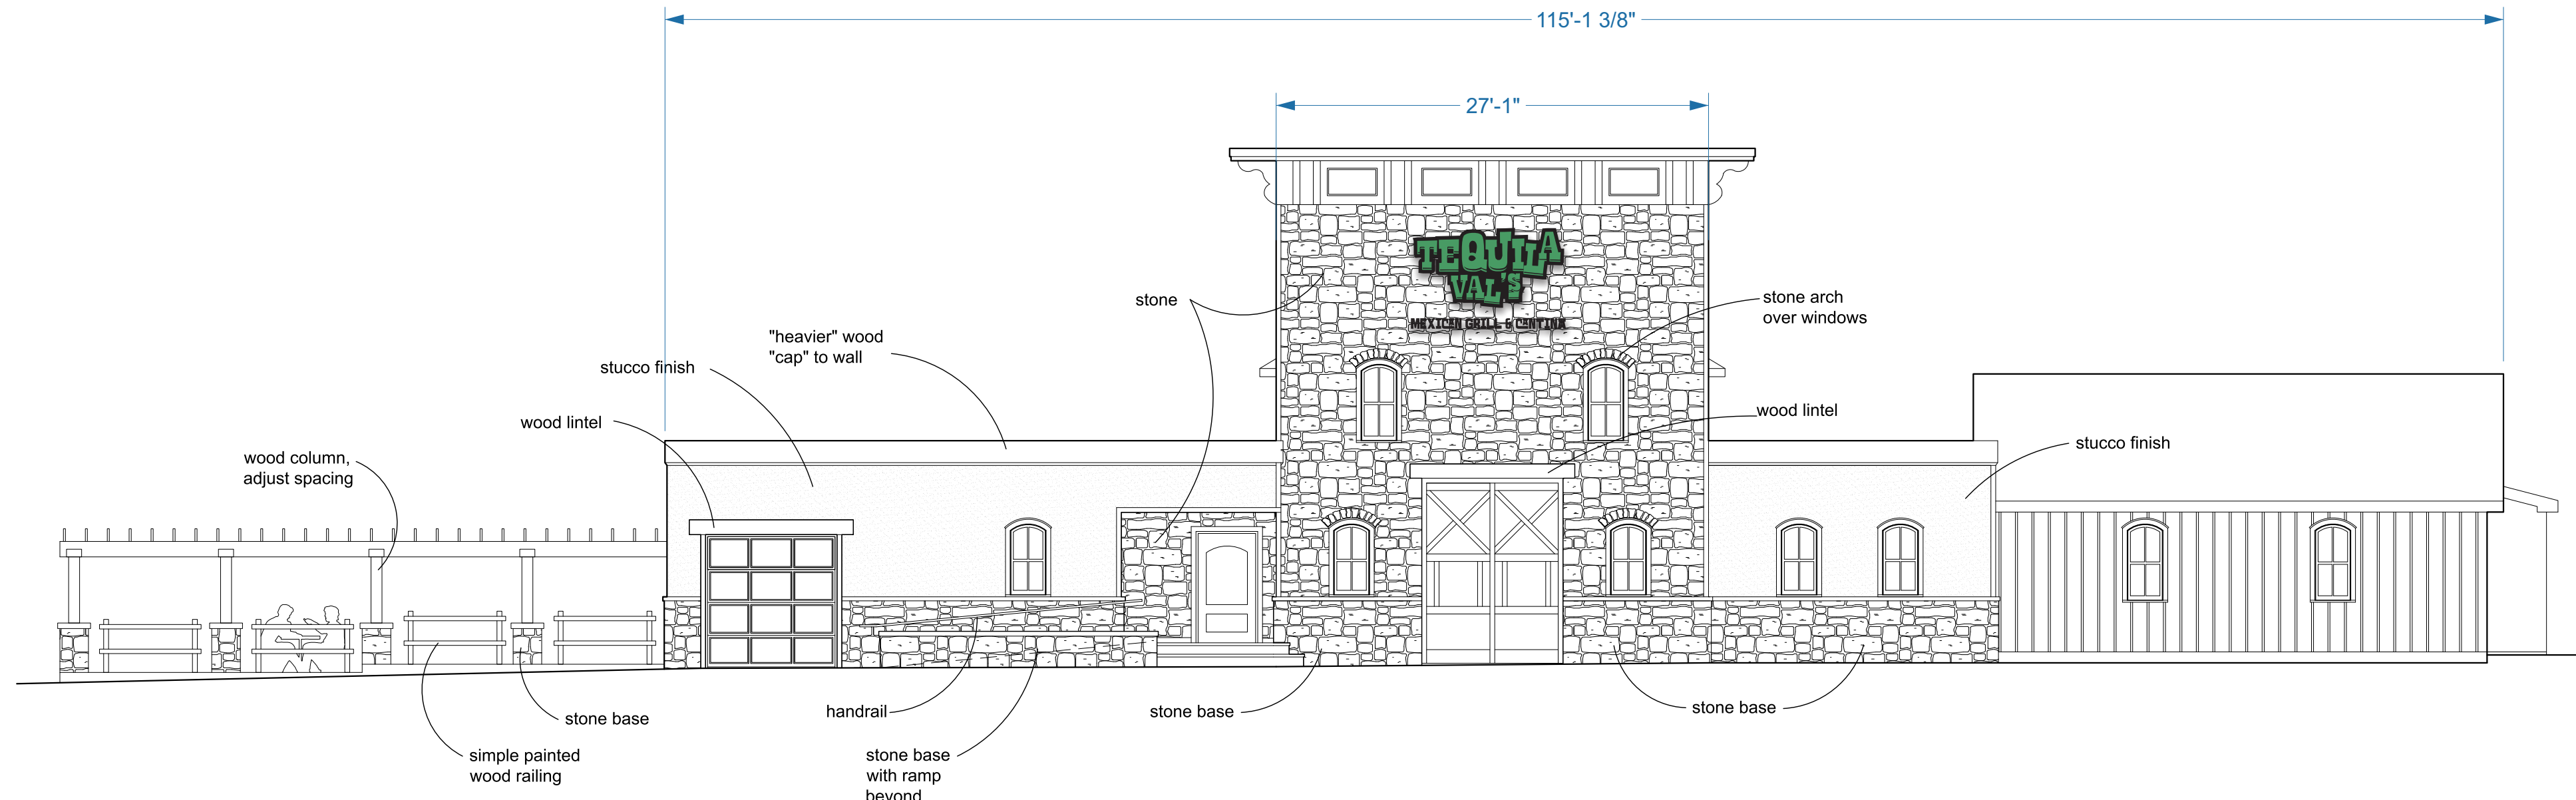 115'-1 3/8"
27'-1"
TEQUILA
VAL'S
MEXICAN GRILL & CANTINA
stone
stone arch
over windows
"heavier" wood
"cap" to wall
stucco finish
wood lintel
wood lintel
stucco finish
wood column,
adjust spacing
handrail
stone base
stone base
stone base
simple painted
wood railing
stone base
with ramp
beyond